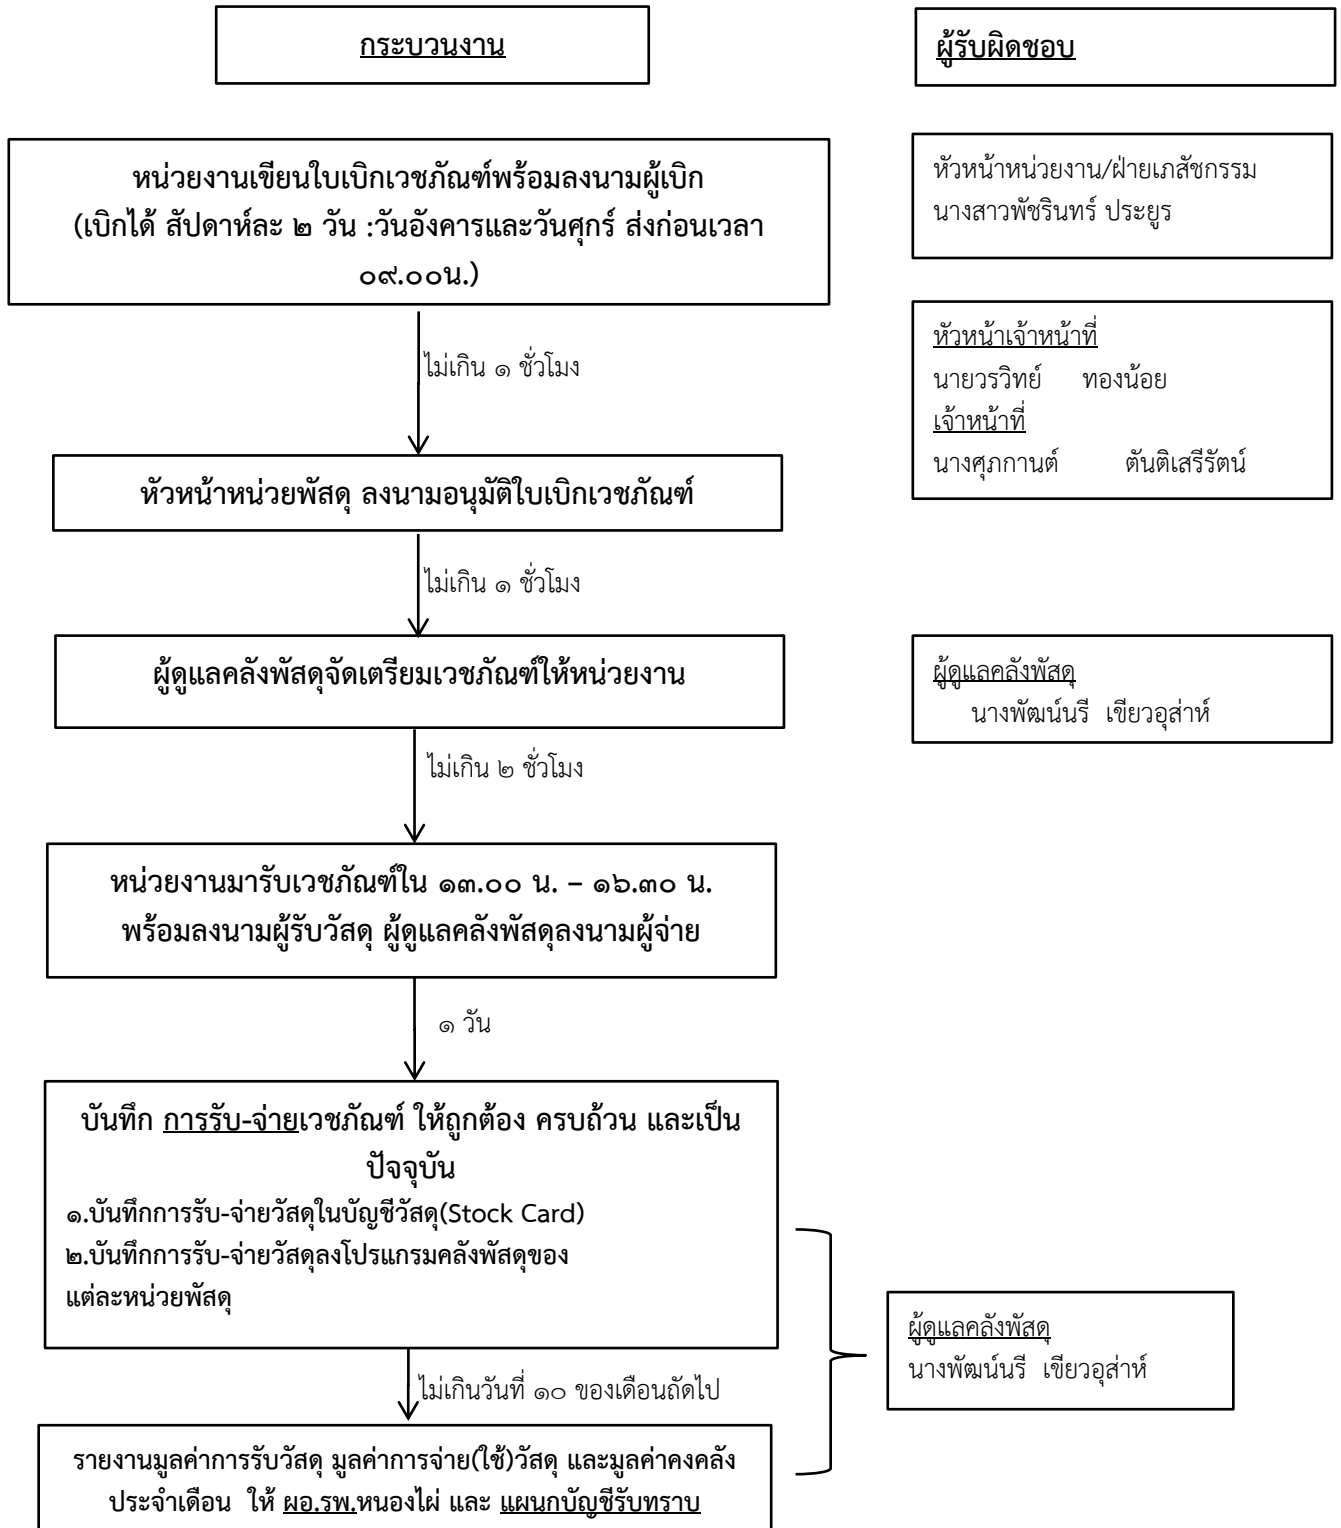 กระบวนงาน
ผู้รับผิดชอบ
หน่วยงานเขียนใบเบิกเวชภัณฑ์พร้อมลงนามผู้เบิก
(เบิกได้ สัปดาห์ละ ๒ วัน :วันอังคารและวันศุกร์ ส่งก่อนเวลา
๐๙.๐๐น.)
หัวหน้าหน่วยงาน/ฝ่ายเภสัชกรรม
นางสาวพัชรินทร์ ประยูร
ไม่เกิน ๑ ชั่วโมง
หัวหน้าเจ้าหน้าที่
นายวรวิทย์ ทองน้อย
เจ้าหน้าที่
นางศุภกานต์ ตันติเสรีรัตน์
หัวหน้าหน่วยพัสดุ ลงนามอนุมัติใบเบิกเวชภัณฑ์
ไม่เกิน ๑ ชั่วโมง
ผู้ดูแลคลังพัสดุจัดเตรียมเวชภัณฑ์ให้หน่วยงาน
ผู้ดูแลคลังพัสดุ
นางพัฒน์นรี เขียวอุส่าห์
ไม่เกิน ๒ ชั่วโมง
หน่วยงานมารับเวชภัณฑ์ใน ๑๓.๐๐ น. – ๑๖.๓๐ น.
พร้อมลงนามผู้รับวัสดุ ผู้ดูแลคลังพัสดุลงนามผู้จ่าย
๑ วัน
บันทึก การรับ-จ่ายเวชภัณฑ์ ให้ถูกต้อง ครบถ้วน และเป็น
ปัจจุบัน
๑.บันทึกการรับ-จ่ายวัสดุในบัญชีวัสดุ(Stock Card)
๒.บันทึกการรับ-จ่ายวัสดุลงโปรแกรมคลังพัสดุของ
แต่ละหน่วยพัสดุ
ผู้ดูแลคลังพัสดุ
นางพัฒน์นรี เขียวอุส่าห์
ไม่เกินวันที่ ๑๐ ของเดือนถัดไป
รายงานมูลค่าการรับวัสดุ มูลค่าการจ่าย(ใช้)วัสดุ และมูลค่าคงคลัง
ประจำเดือน ให้ ผอ.รพ.หนองไผ่ และ แผนกบัญชีรับทราบ